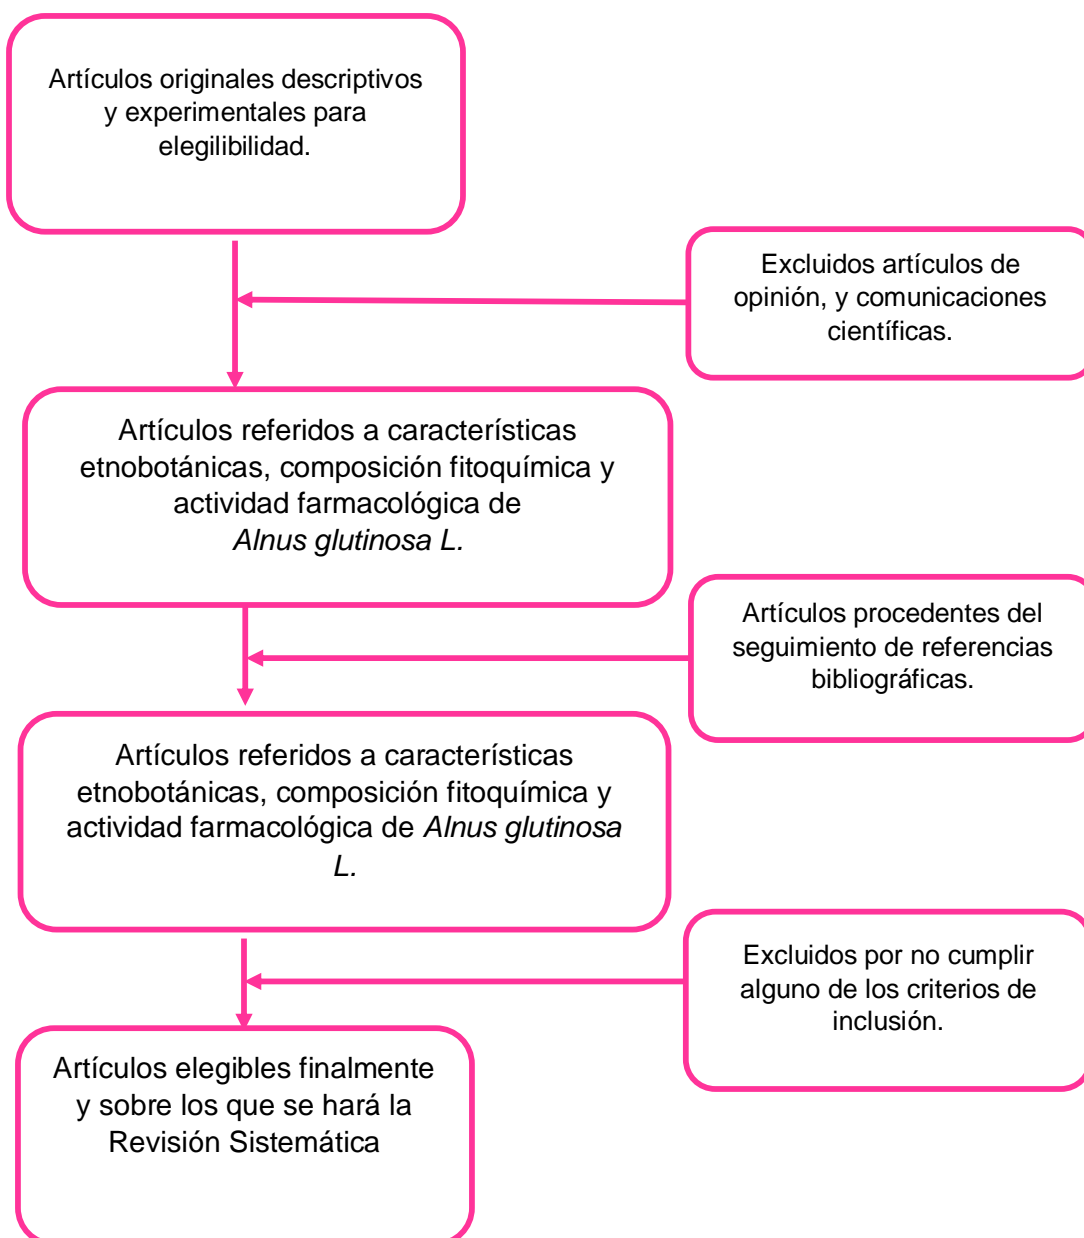 Artículos originales descriptivos
y experimentales para
elegilibilidad.
Excluidos artículos de
opinión, y comunicaciones
científicas.
Artículos referidos a características
etnobotánicas, composición fitoquímica y
actividad farmacológica de
Alnus glutinosa L.
Artículos procedentes del
seguimiento de referencias
bibliográficas.
Artículos referidos a características
etnobotánicas, composición fitoquímica y
actividad farmacológica de Alnus glutinosa
L.
Excluidos por no cumplir
alguno de los criterios de
inclusión.
Artículos elegibles finalmente
y sobre los que se hará la
Revisión Sistemática